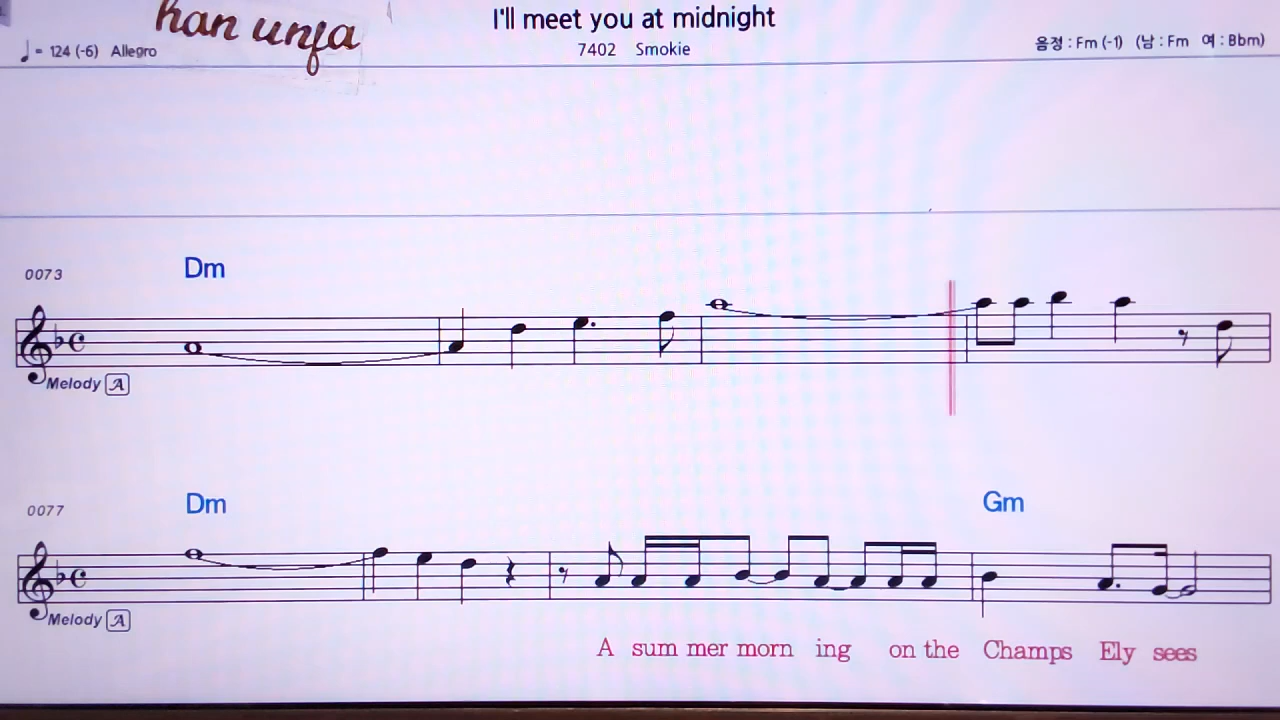 han unfa
I'll meet you at midnight
♩ = 124 (-6) Allegro
7402 Smokie
음정 : Fm (-1) (남 : Fm 여 : Bbm)
Dm
0073
Melody A
Dm
Gm
0077
Melody A
A sum mer morn ing on the Champs Ely sees